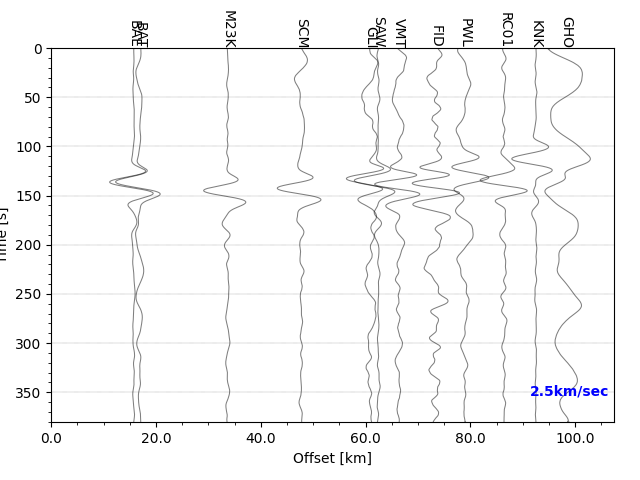 BAE
BAT
M23K
SCM
GLI
SAW
VMT
FID
PWL
RC01
KNK
GHO
0
50
100
150
200
250
300
350
Time [s]
2.5km/sec
0.0 20.0 40.0 60.0 80.0 100.0
Offset [km]